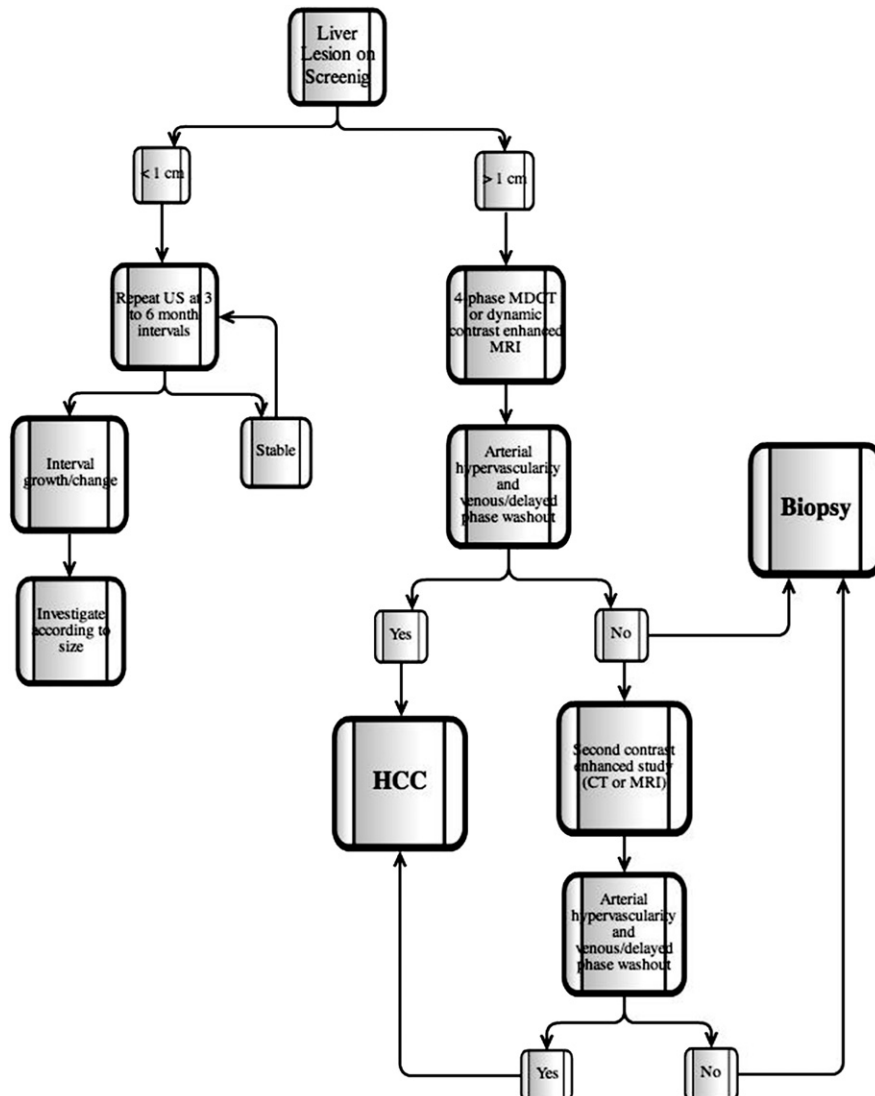 Liver
Lesion on
Screenig
< 1 cm
> 1 cm
Repeat US at 3
to 6 month
intervals
4-phase MDCT
or dynamic
contrast enhanced
MRI
Interval
growth/change
Stable
Arterial
hypervascularity
and
venous/delayed
phase washout
Biopsy
Investigate
according to
size
Yes
No
HCC
Second contrast
enhanced study
(CT or MRI)
Arterial
hypervascularity
and
venous/delayed
phase washout
Yes
No